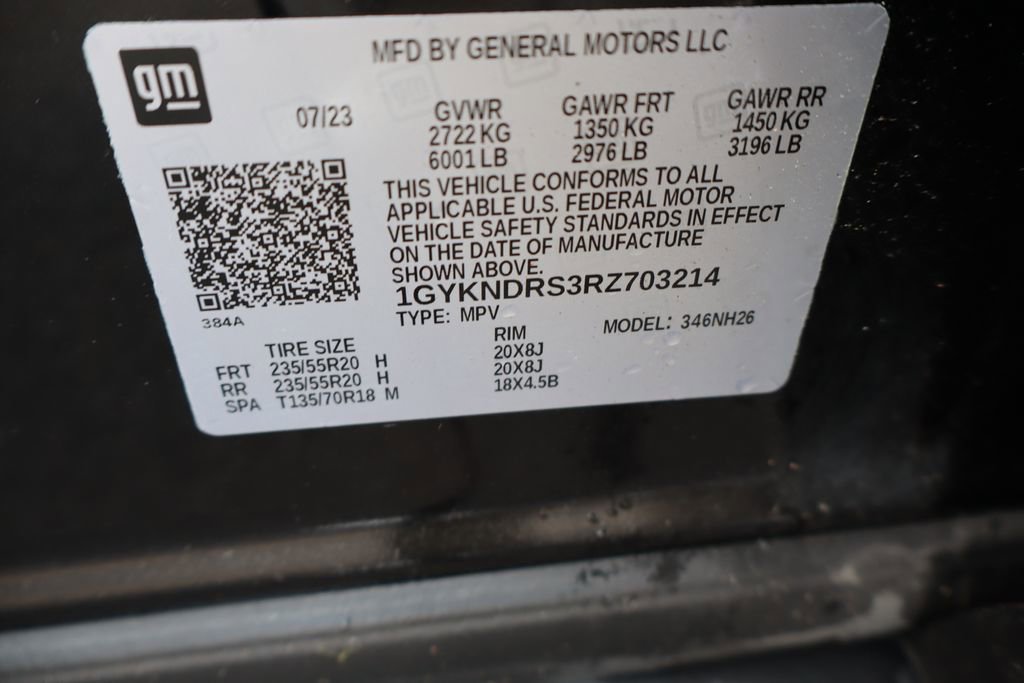 gm
MFD BY GENERAL MOTORS LLC
07/23
GVWR
2722 KG
6001 LB
GAWR FRT
1350 KG
2976 LB
GAWR RR
1450 KG
3196 LB
THIS VEHICLE CONFORMS TO ALL
APPLICABLE U.S. FEDERAL MOTOR
VEHICLE SAFETY STANDARDS IN EFFECT
ON THE DATE OF MANUFACTURE
SHOWN ABOVE.
1GYKNDRS3RZ703214
TYPE: MPV
MODEL: 346NH26
384A
TIRE SIZE RIM
FRT 235/55R20 H 20X8J
RR 235/55R20 H 20X8J
SPA T135/70R18 M 18X4.5B